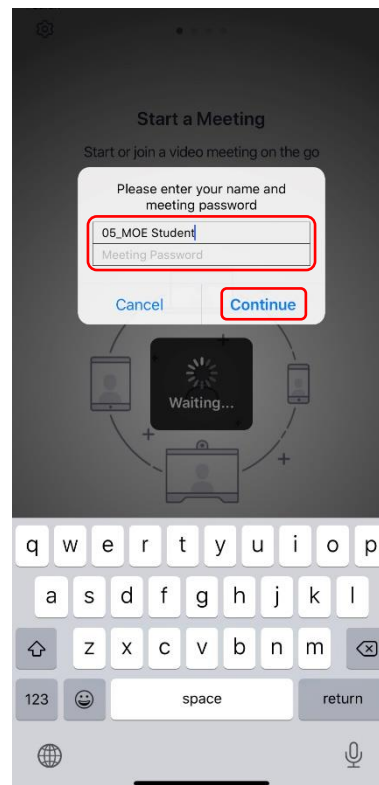 Start a Meeting
Start or join a video meeting on the go
Please enter your name and
meeting password
05_MOE Student
Meeting Password
Cancel Continue
Waiting...
q w e r t y u i o p
a s d f g h j k l
z x c v b n m
123 space return